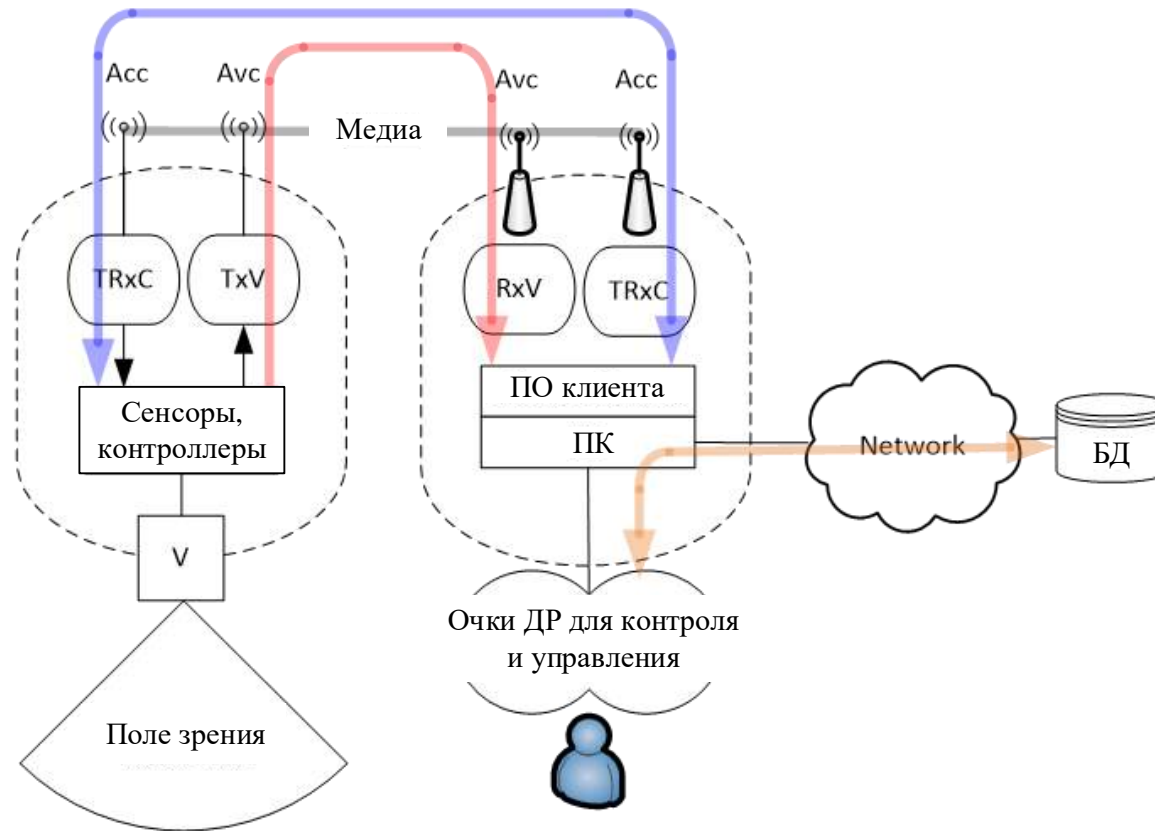 Acc
Avc
Avc
Acc
Медиа
TRxC
TxV
RxV
TRxC
ПО клиента
ПК
Сенсоры,
контроллеры
Network
БД
V
Очки ДР для контроля
и управления
Поле зрения